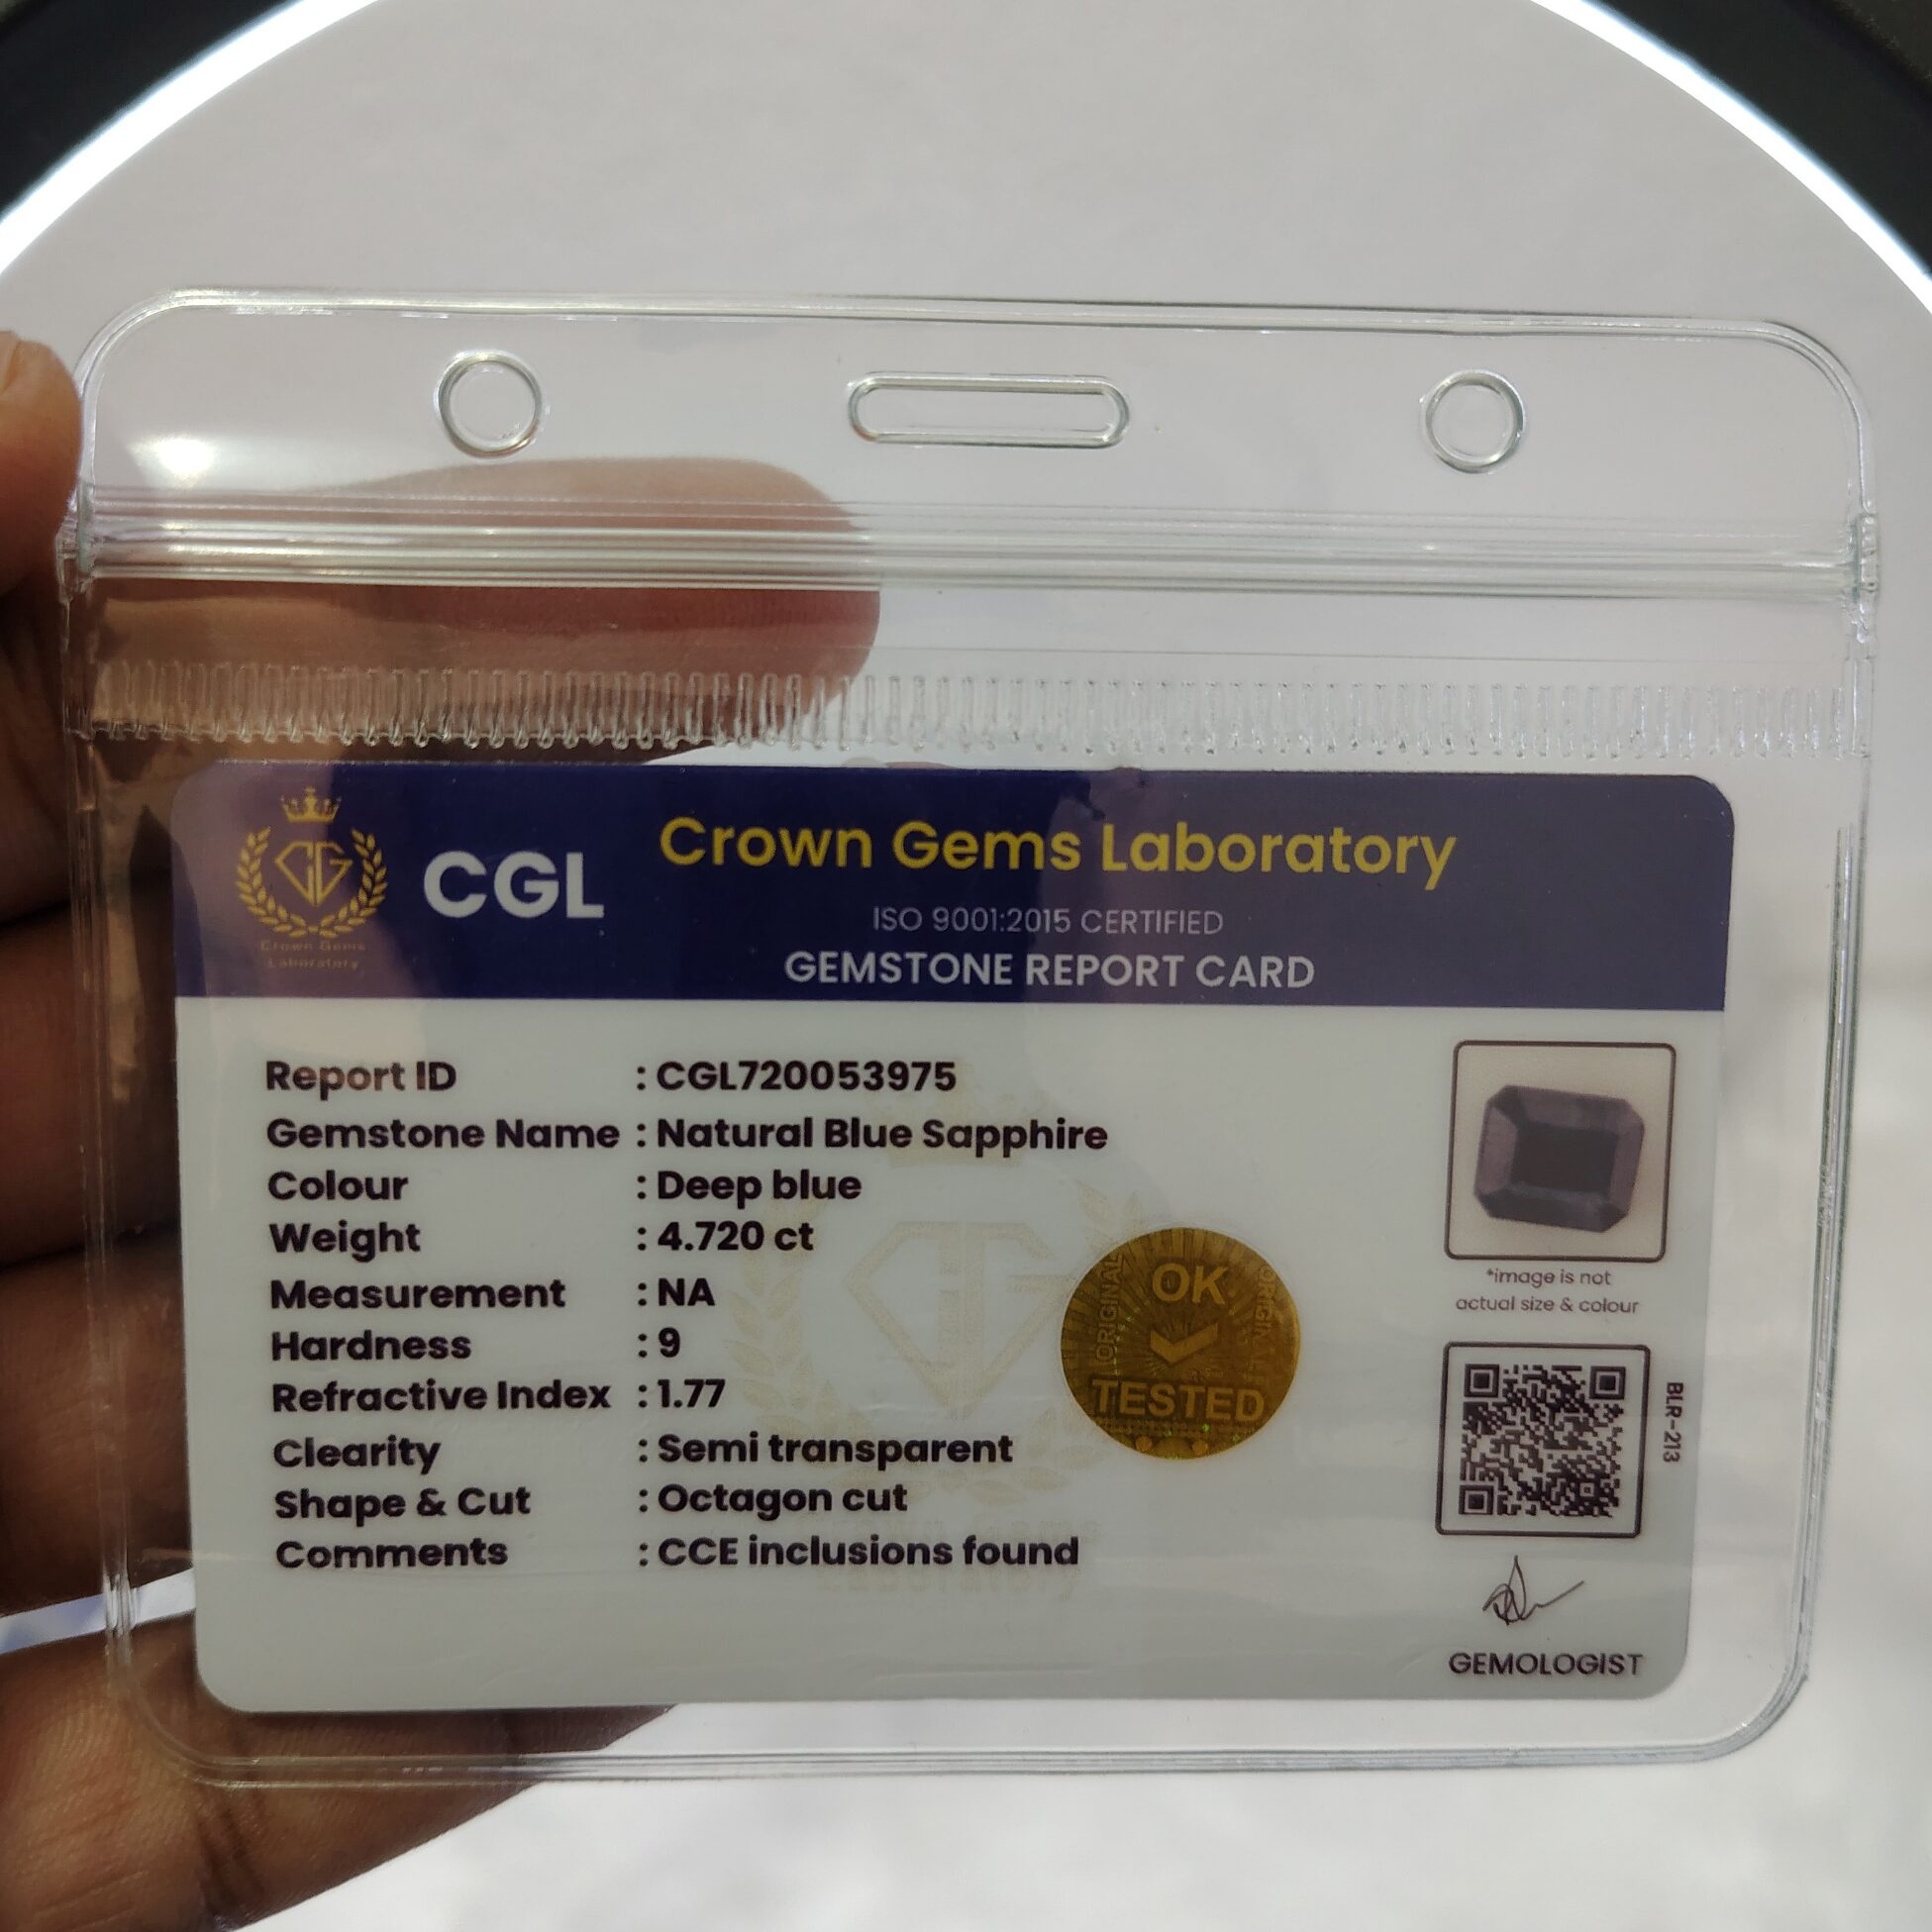 Crown Gems
Laboratory
CGL
Crown Gems Laboratory
ISO 9001:2015 CERTIFIED
GEMSTONE REPORT CARD
Report ID : CGL720053975
Gemstone Name : Natural Blue Sapphire
Colour : Deep blue
Weight : 4.720 ct
Measurement : NA
Hardness : 9
Refractive Index : 1.77
Clearity : Semi transparent
Shape & Cut : Octagon cut
Comments : CCE inclusions found
ORIGINAL
OK
TESTED
*image is not
actual size & colour
BLR-213
GEMOLOGIST